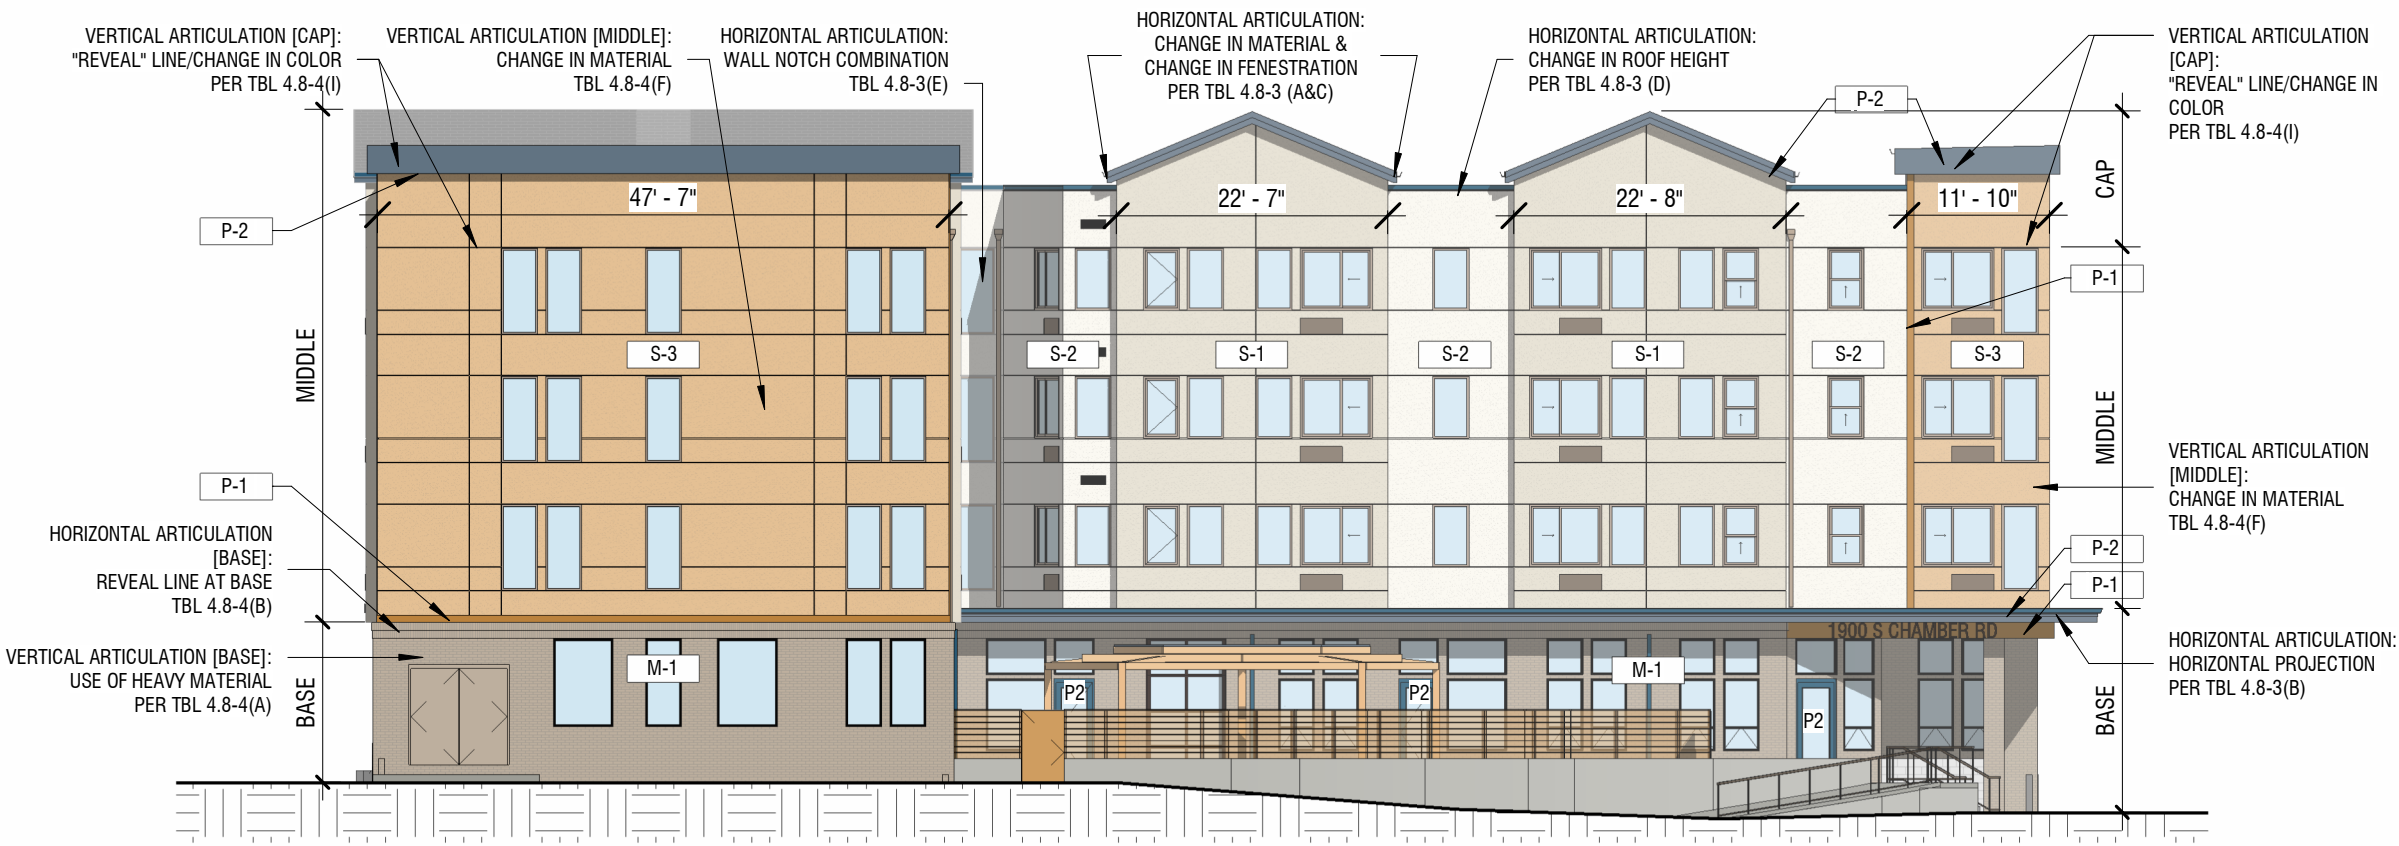 VERTICAL ARTICULATION [CAP]:
"REVEAL" LINE/CHANGE IN COLOR
PER TBL 4.8-4(I)
VERTICAL ARTICULATION [MIDDLE]:
CHANGE IN MATERIAL
TBL 4.8-4(F)
HORIZONTAL ARTICULATION:
WALL NOTCH COMBINATION
TBL 4.8-3(E)
HORIZONTAL ARTICULATION:
CHANGE IN MATERIAL &
CHANGE IN FENESTRATION
PER TBL 4.8-3 (A&C)
HORIZONTAL ARTICULATION:
CHANGE IN ROOF HEIGHT
PER TBL 4.8-3 (D)
VERTICAL ARTICULATION
[CAP]:
"REVEAL" LINE/CHANGE IN
COLOR
PER TBL 4.8-4(I)
P-2
CAP
47' - 7"
22' - 7"
22' - 8"
11' - 10"
P-2
P-1
MIDDLE
S-3
S-2
S-1
S-2
S-1
S-2
S-3
MIDDLE
P-1
VERTICAL ARTICULATION
[MIDDLE]:
CHANGE IN MATERIAL
TBL 4.8-4(F)
HORIZONTAL ARTICULATION
[BASE]:
REVEAL LINE AT BASE
TBL 4.8-4(B)
P-2
P-1
1900 S CHAMBER RD
VERTICAL ARTICULATION [BASE]:
USE OF HEAVY MATERIAL
PER TBL 4.8-4(A)
BASE
M-1
M-1
P2
P2
P2
BASE
HORIZONTAL ARTICULATION:
HORIZONTAL PROJECTION
PER TBL 4.8-3(B)